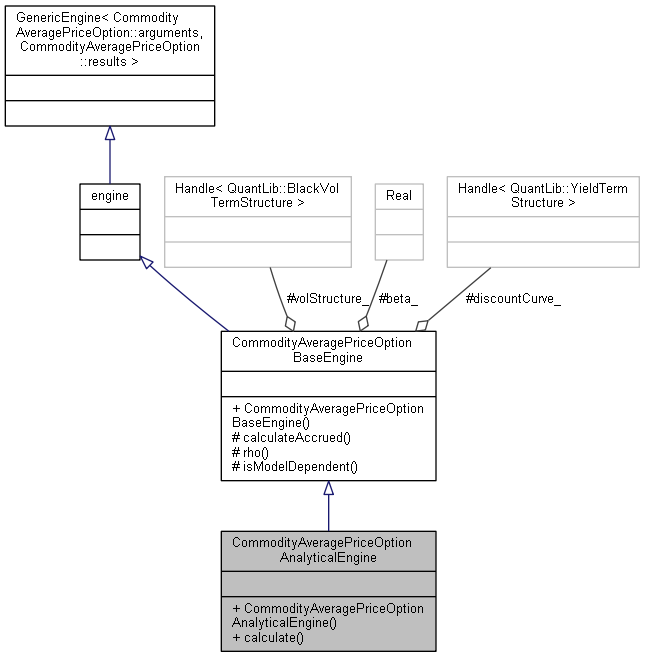 GenericEngine< Commodity
AveragePriceOption::arguments,
CommodityAveragePriceOption
::results >
engine
Handle< QuantLib::BlackVol
TermStructure >
Real
Handle< QuantLib::YieldTerm
Structure >
#volStructure_
#beta_
#discountCurve_
CommodityAveragePriceOption
BaseEngine
+ CommodityAveragePriceOption
BaseEngine()
# calculateAccrued()
# rho()
# isModelDependent()
CommodityAveragePriceOption
AnalyticalEngine
+ CommodityAveragePriceOption
AnalyticalEngine()
+ calculate()